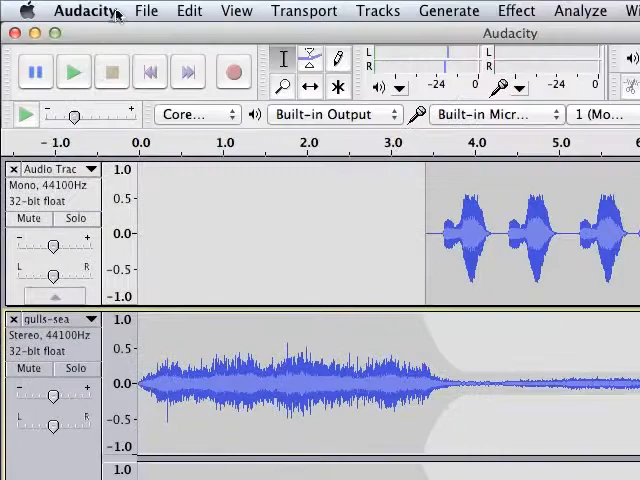 Audacity File Edit View Transport Tracks Generate Effect Analyze Wi
Audacity
L
R
-24 0
L
R
-24 0
Core... Built-in Output Built-in Micr... 1 (Mo...
- 1.0 0.0 1.0 2.0 3.0 4.0 5.0 6
Audio Trac
Mono, 44100Hz
32-bit float
Mute Solo
- +
L R
1.0
0.5
0.0
-0.5
-1.0
gulls-sea
Stereo, 44100Hz
32-bit float
Mute Solo
- +
L R
1.0
0.5
0.0
-0.5
-1.0
1.0